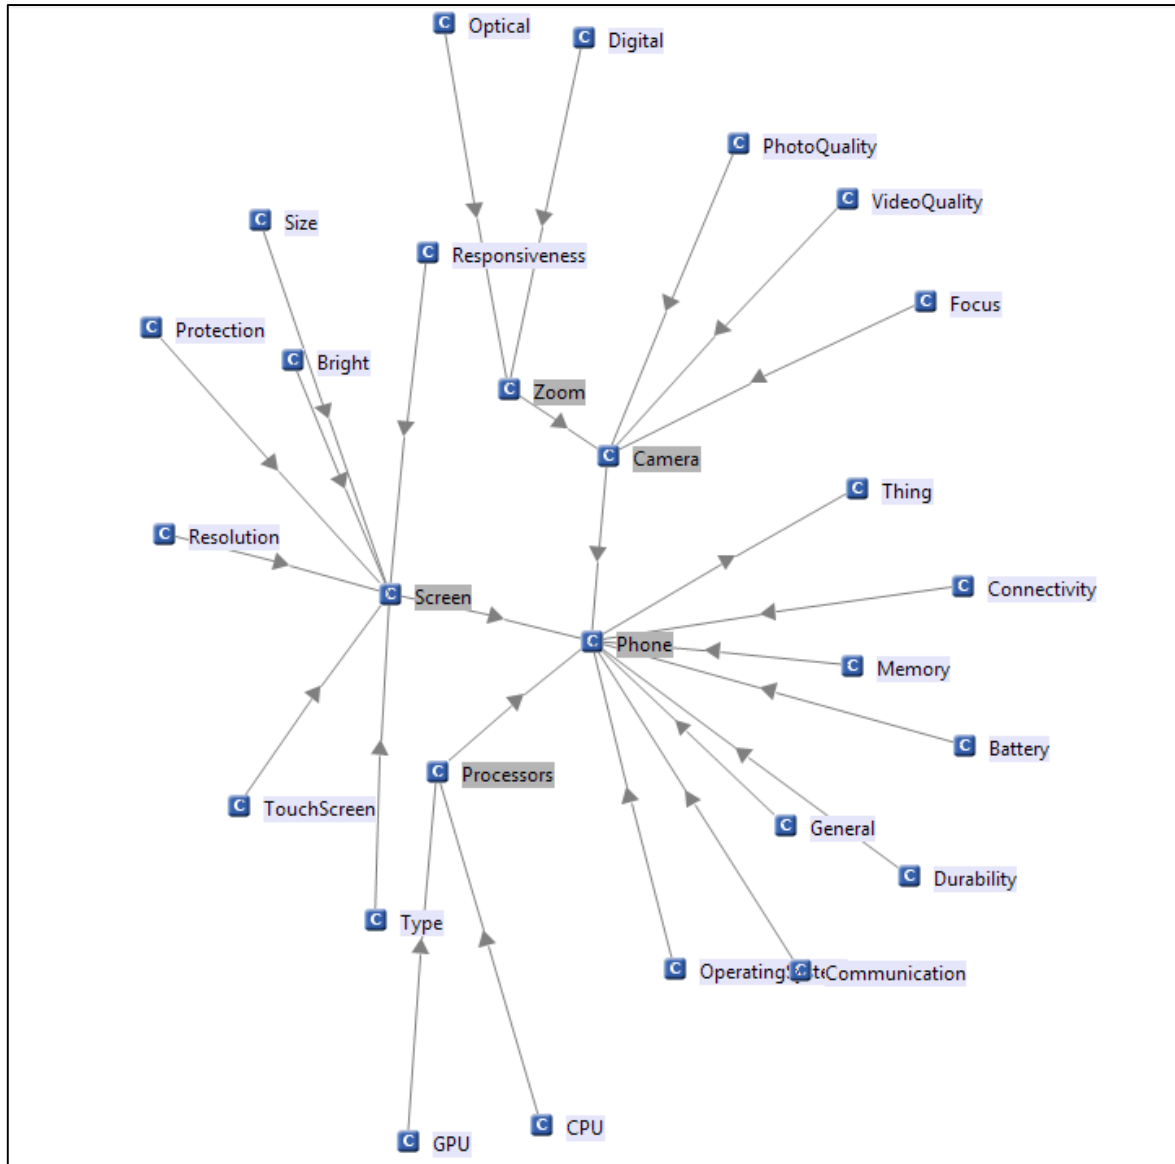 Optical
Digital
PhotoQuality
VideoQuality
Size
Responsiveness
Focus
Protection
Bright
Zoom
Camera
Thing
Resolution
Screen
Connectivity
Phone
Memory
Battery
Processors
TouchScreen
General
Durability
Type
Communication
CPU
GPU